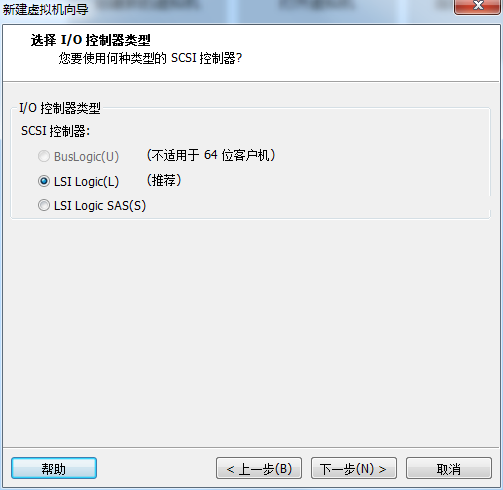 新建虚拟机向导
选择 I/O 控制器类型
您要使用何种类型的 SCSI 控制器?
I/O 控制器类型
SCSI 控制器:
BusLogic(U) (不适用于 64 位客户机)
LSI Logic(L) (推荐)
LSI Logic SAS(S)
帮助 < 上一步(B) 下一步(N) > 取消